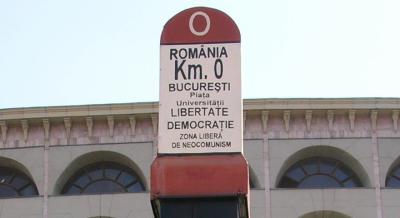 0
ROMÂNIA
Km. 0
BUCUREȘTI
Piața
Universității
LIBERTATE
DEMOCRAȚIE
ZONA LIBERĂ
DE NEOCOMUNISM